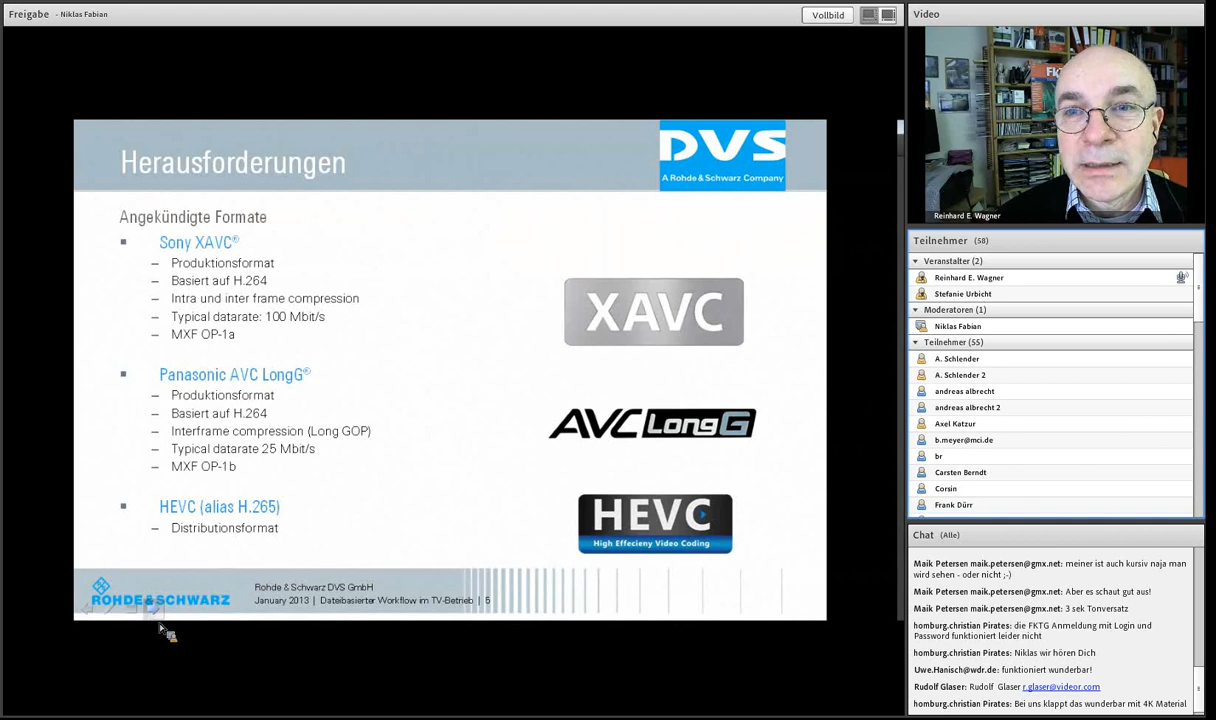 Freigabe - Niklas Fabian
Vollbild
Herausforderungen
DVS
A Rohde & Schwarz Company
Angekündigte Formate
Sony XAVC®
– Produktionsformat
– Basiert auf H.264
– Intra und inter frame compression
– Typical datarate: 100 Mbit/s
– MXF OP-1a
XAVC
Panasonic AVC LongG®
– Produktionsformat
– Basiert auf H.264
– Interframe compression (Long GOP)
– Typical datarate 25 Mbit/s
– MXF OP-1b
AVC LongG
HEVC (alias H.265)
– Distributionsformat
HEVC
High Effecieny Video Coding
ROHDE & SCHWARZ
Rohde & Schwarz DVS GmbH
January 2013 | Dateibasierter Workflow im TV-Betrieb | 5
Video
Reinhard E. Wagner
Teilnehmer (58)
Veranstalter (2)
Reinhard E. Wagner
Stefanie Urbicht
Moderatoren (1)
Niklas Fabian
Teilnehmer (55)
A. Schlender
A. Schlender 2
andreas albrecht
andreas albrecht 2
Axel Katzur
b.meyer@mci.de
br
Carsten Berndt
Corsin
Frank Dürr
Chat (Alle)
Maik Petersen maik.petersen@gmx.net: meiner ist auch kursiv naja man
wird sehen - oder nicht ;-)
Maik Petersen maik.petersen@gmx.net: Aber es schaut gut aus!
Maik Petersen maik.petersen@gmx.net: 3 sek Tonversatz
homburg.christian Pirates: die FKTG Anmeldung mit Login und
Password funktioniert leider nicht
homburg.christian Pirates: Niklas wir hören Dich
Uwe.Hanisch@wdr.de: funktioniert wunderbar!
Rudolf Glaser: Rudolf Glaser r.glaser@videor.com
homburg.christian Pirates: Bei uns klappt das wunderbar mit 4K Material